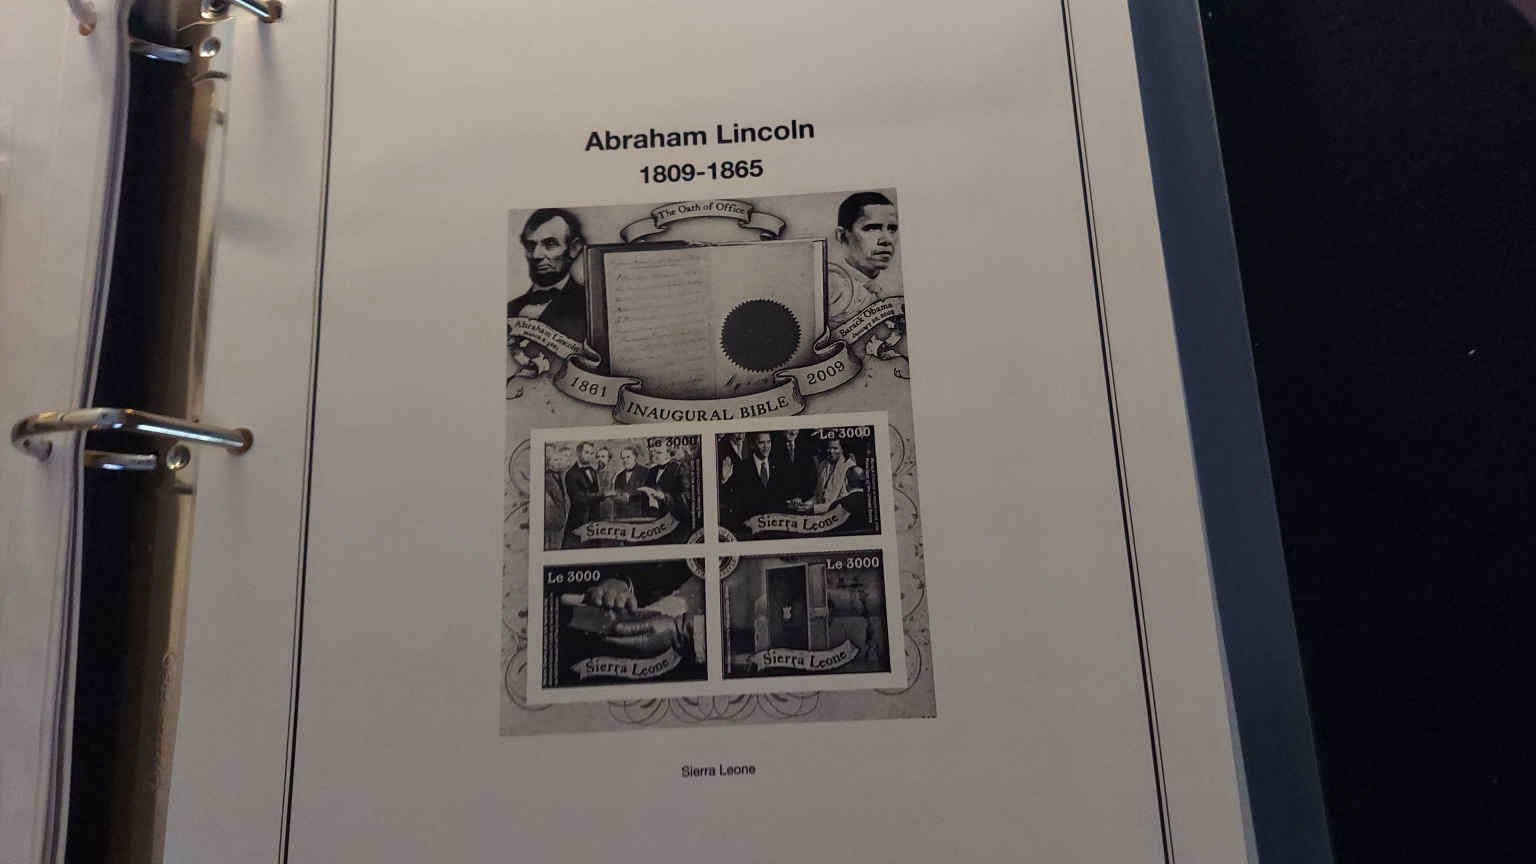 Abraham Lincoln
1809-1865
The Oath of Office
Abraham Lincoln
Barack Obama
1861
2009
INAUGURAL BIBLE
Le 3000
Le 3000
Sierra Leone
Sierra Leone
Le 3000
Le 3000
Sierra Leone
Sierra Leone
Sierra Leone